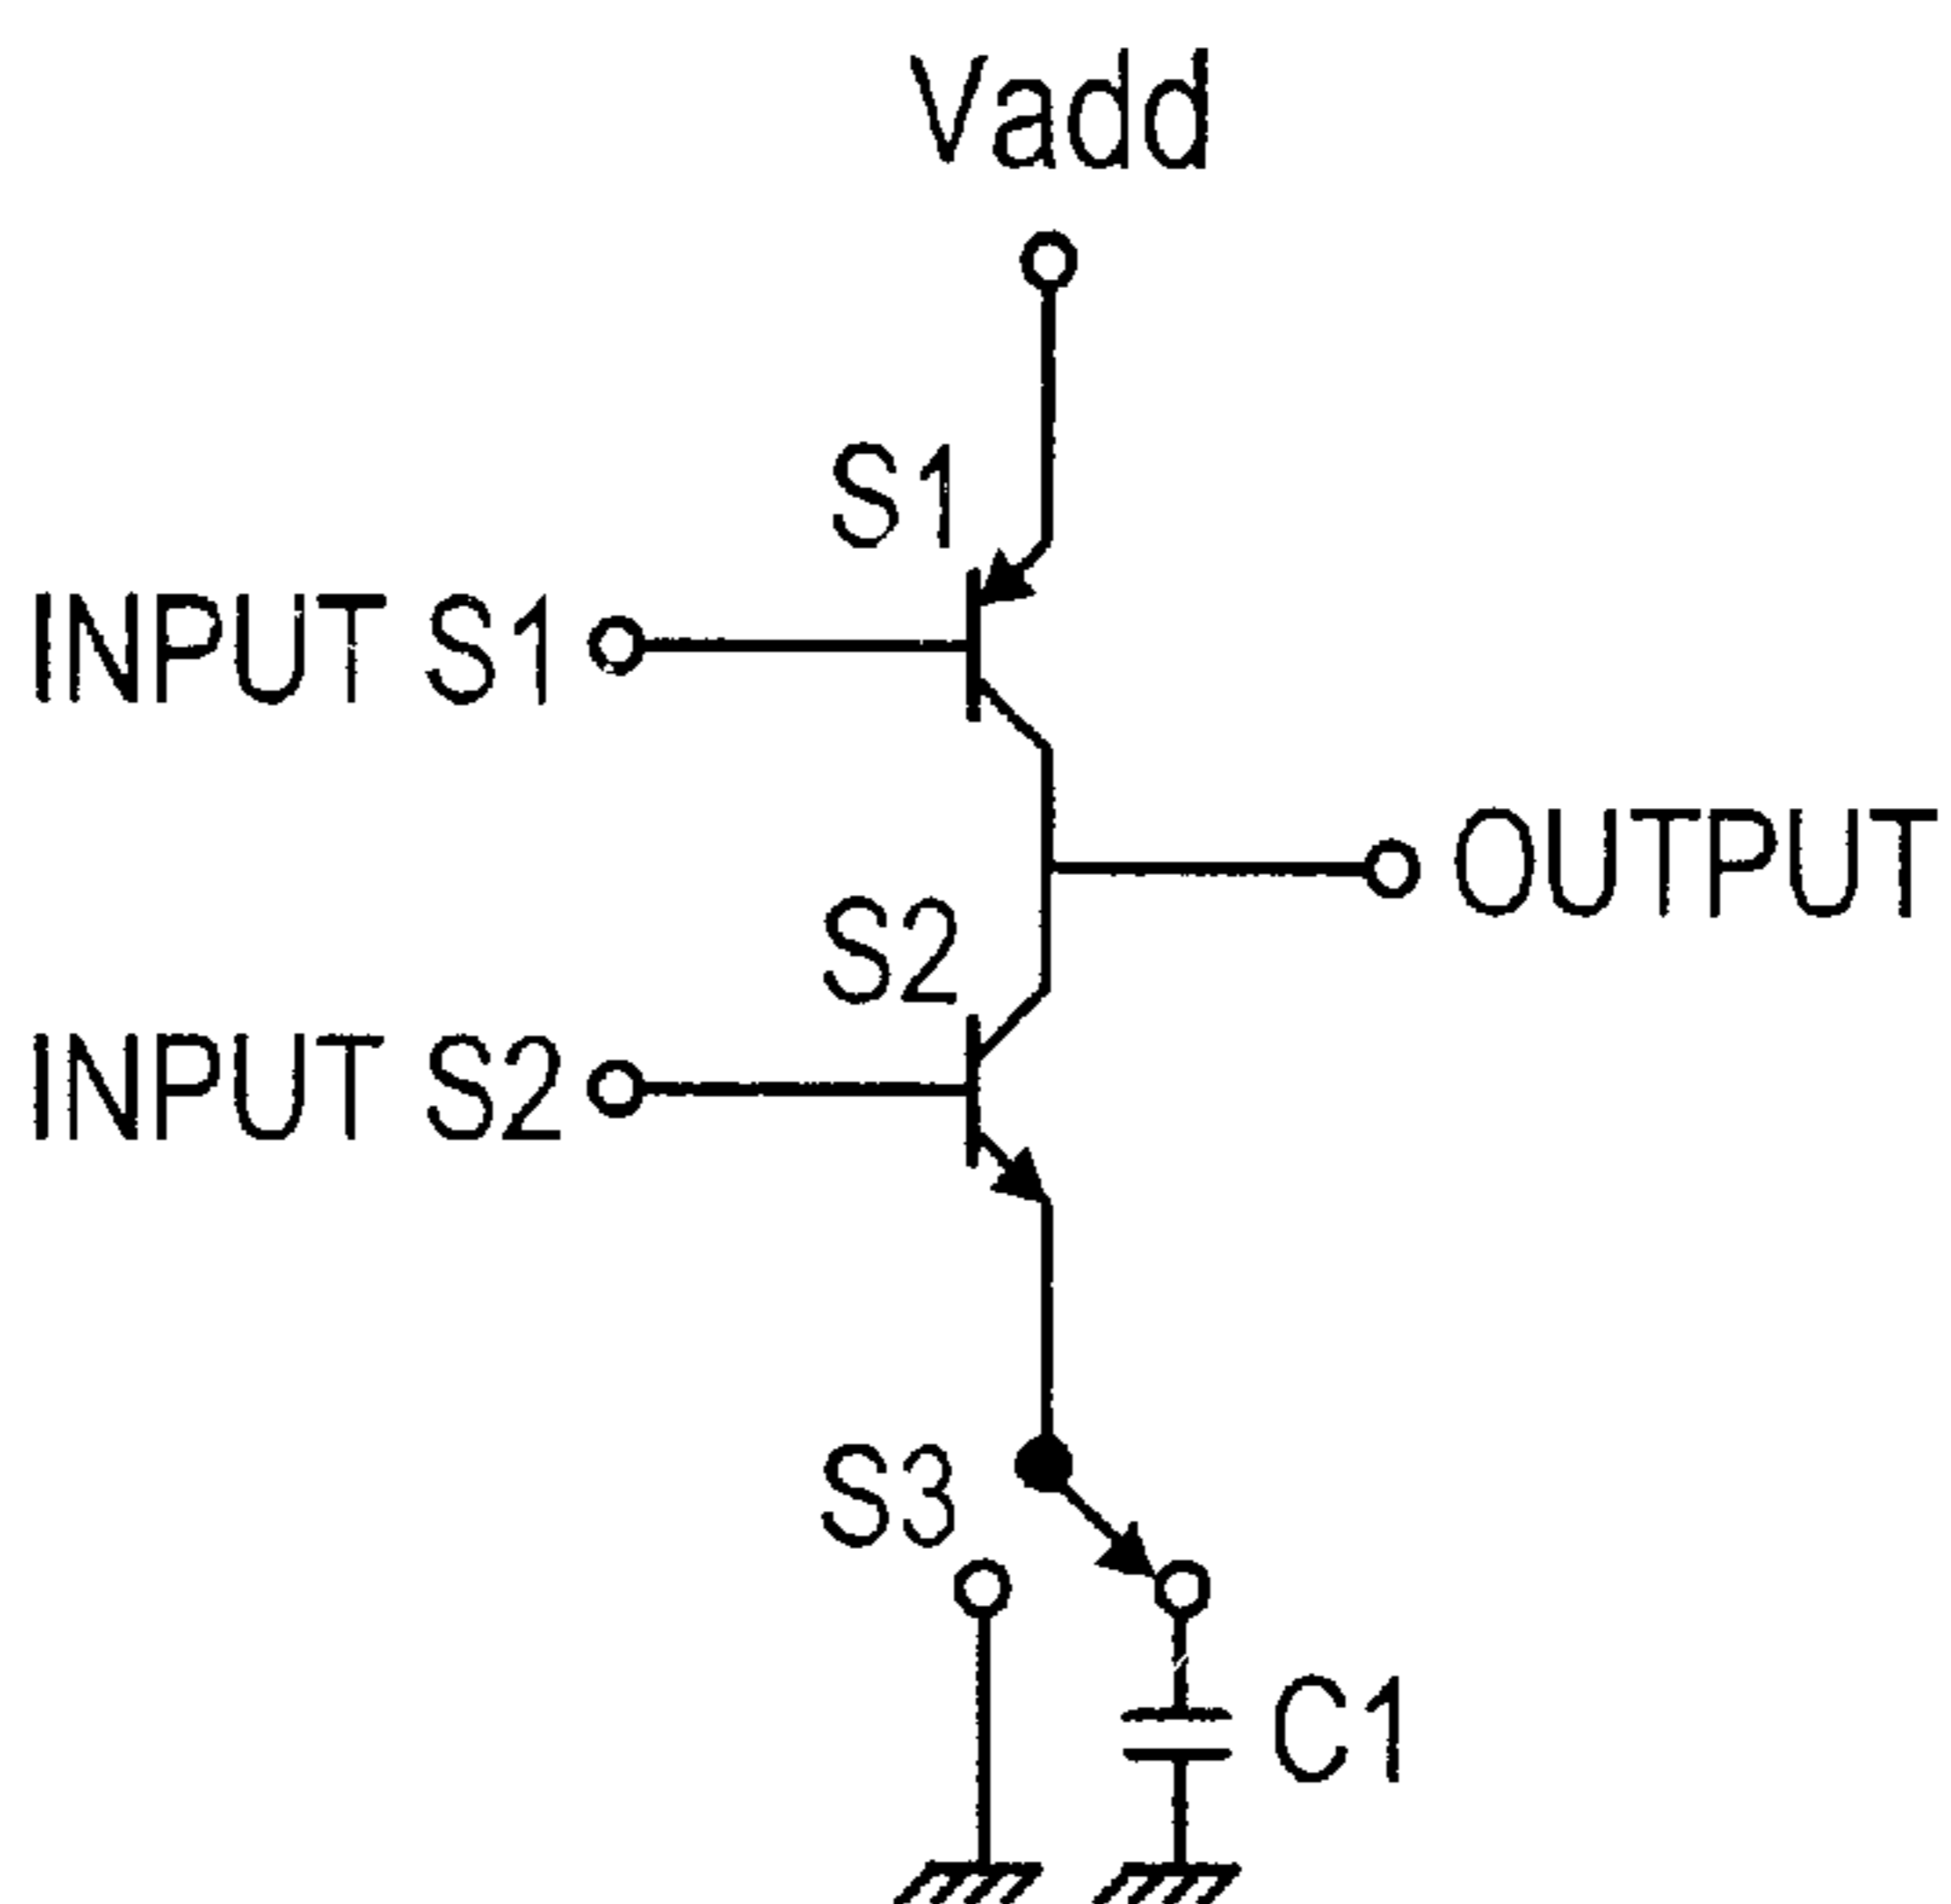 Vadd
S1
INPUT S1
OUTPUT
S2
INPUT S2
S3
C1